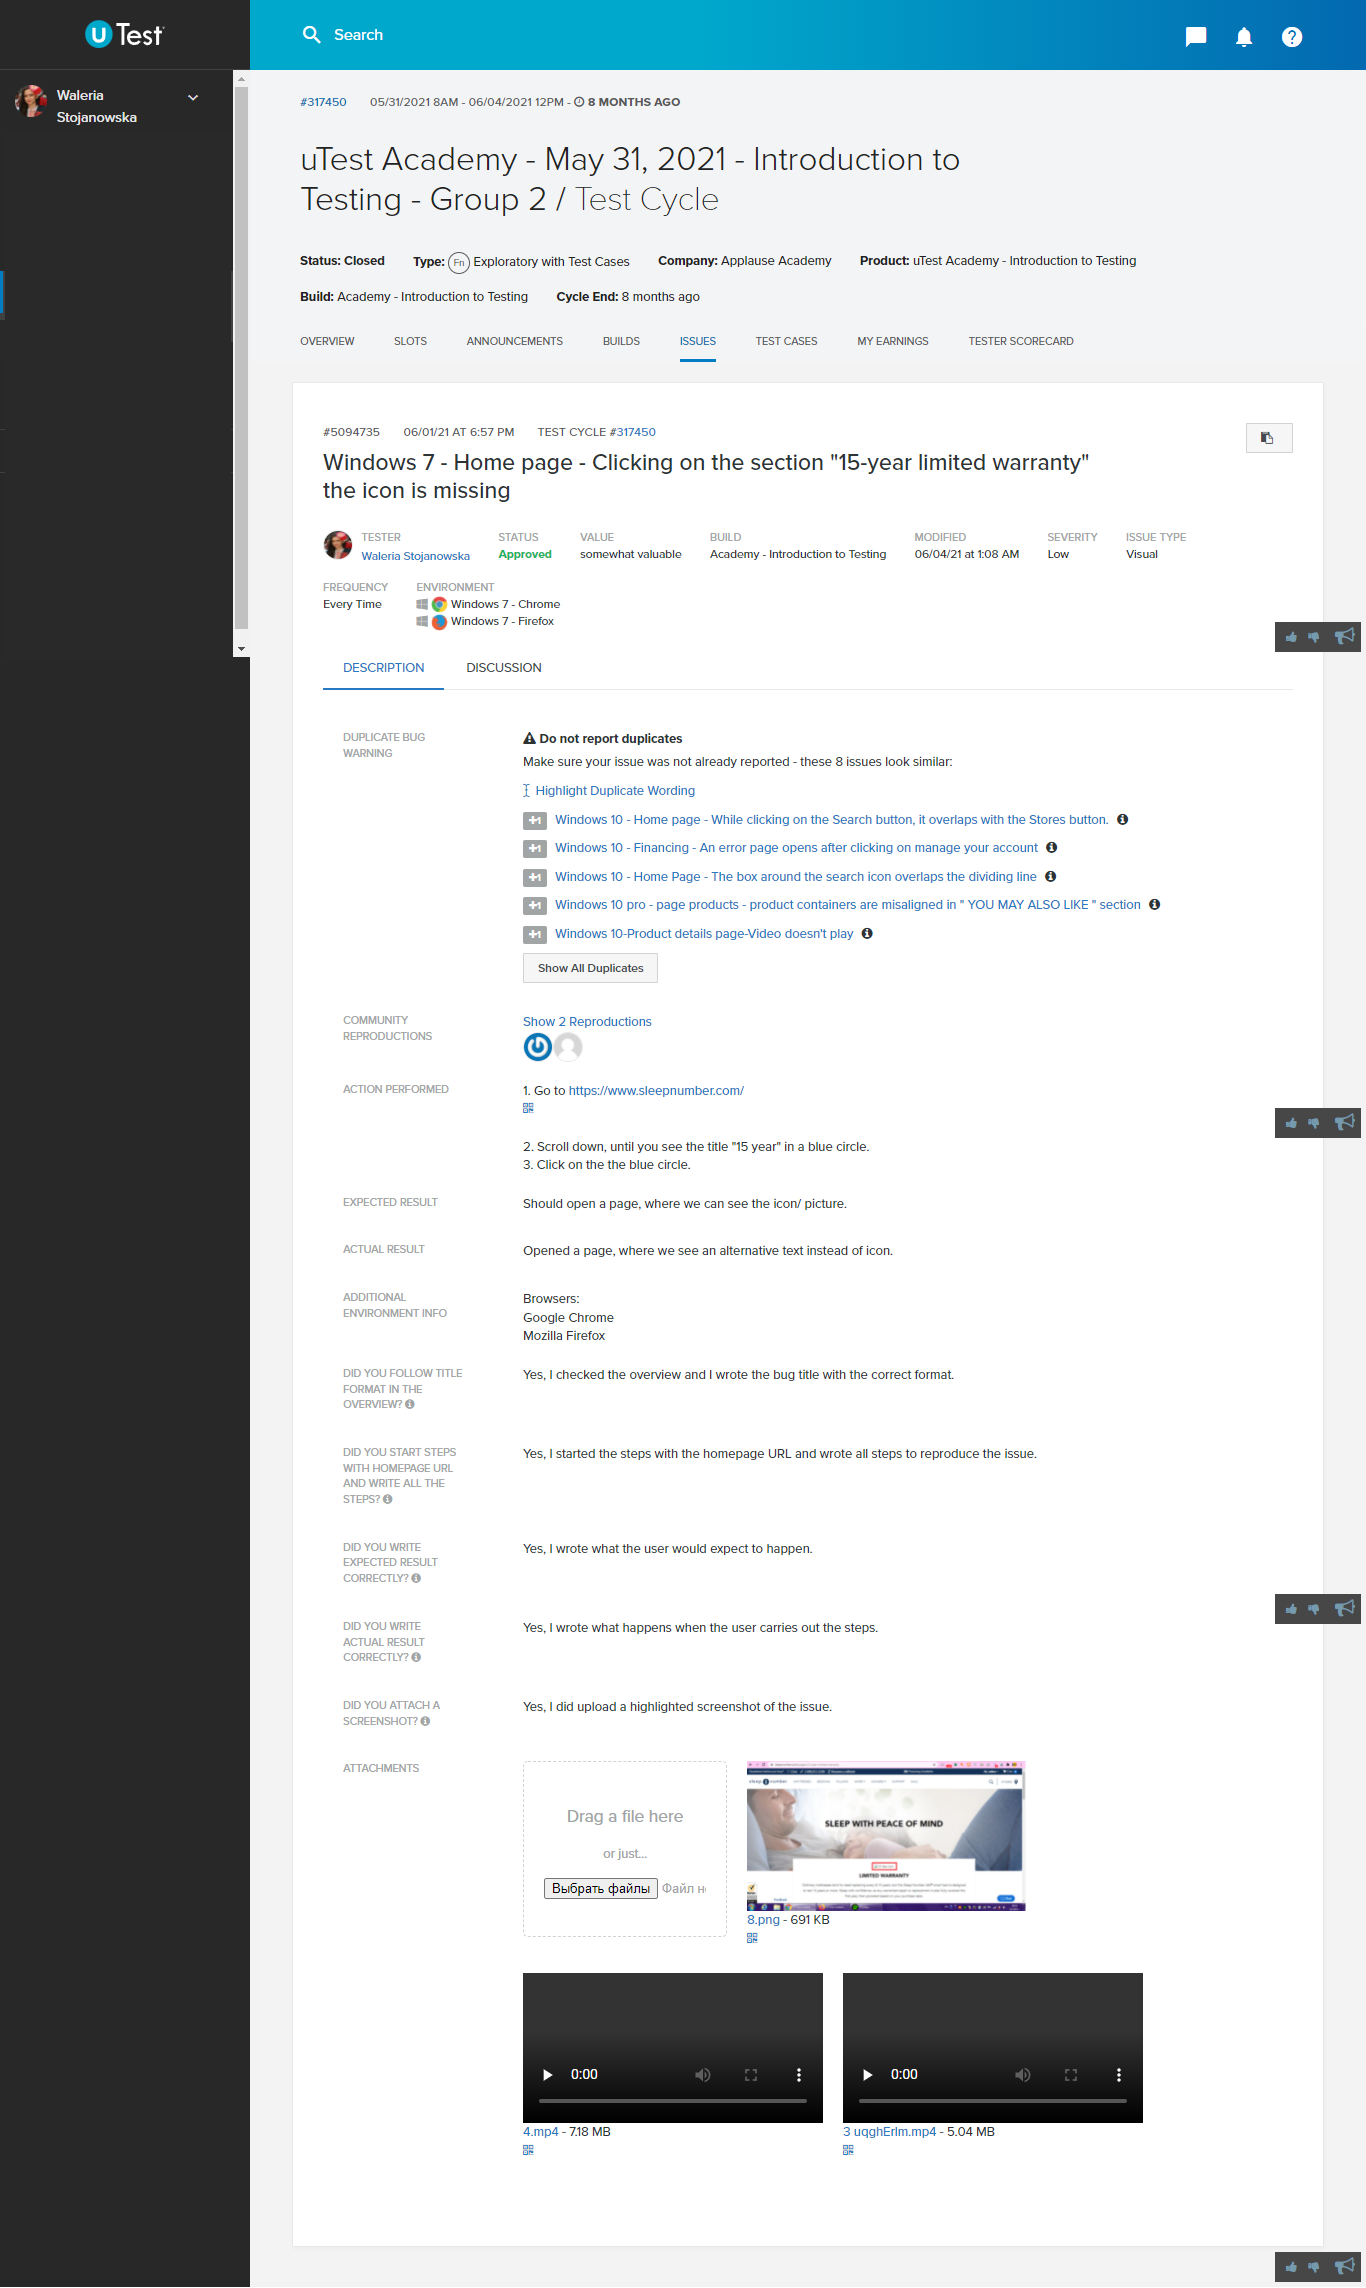 uTest
Search
Waleria
Stojanowska
#317450 05/31/2021 8AM - 06/04/2021 12PM - 8 MONTHS AGO
uTest Academy - May 31, 2021 - Introduction to
Testing - Group 2 / Test Cycle
Status: Closed Type: Fn Exploratory with Test Cases Company: Applause Academy Product: uTest Academy - Introduction to Testing
Build: Academy - Introduction to Testing Cycle End: 8 months ago
OVERVIEW SLOTS ANNOUNCEMENTS BUILDS ISSUES TEST CASES MY EARNINGS TESTER SCORECARD
#5094735 06/01/21 AT 6:57 PM TEST CYCLE #317450
Windows 7 - Home page - Clicking on the section "15-year limited warranty"
the icon is missing
TESTER STATUS VALUE BUILD MODIFIED SEVERITY ISSUE TYPE
Waleria Stojanowska Approved somewhat valuable Academy - Introduction to Testing 06/04/21 at 1:08 AM Low Visual
FREQUENCY ENVIRONMENT
Every Time Windows 7 - Chrome
Windows 7 - Firefox
DESCRIPTION DISCUSSION
DUPLICATE BUG
WARNING
Do not report duplicates
Make sure your issue was not already reported - these 8 issues look similar:
Highlight Duplicate Wording
+1 Windows 10 - Home page - While clicking on the Search button, it overlaps with the Stores button.
+1 Windows 10 - Financing - An error page opens after clicking on manage your account
+1 Windows 10 - Home Page - The box around the search icon overlaps the dividing line
+1 Windows 10 pro - page products - product containers are misaligned in " YOU MAY ALSO LIKE " section
+1 Windows 10-Product details page-Video doesn't play
Show All Duplicates
COMMUNITY
REPRODUCTIONS
Show 2 Reproductions
ACTION PERFORMED
1. Go to https://www.sleepnumber.com/
2. Scroll down, until you see the title "15 year" in a blue circle.
3. Click on the the blue circle.
EXPECTED RESULT
Should open a page, where we can see the icon/ picture.
ACTUAL RESULT
Opened a page, where we see an alternative text instead of icon.
ADDITIONAL
ENVIRONMENT INFO
Browsers:
Google Chrome
Mozilla Firefox
DID YOU FOLLOW TITLE
FORMAT IN THE
OVERVIEW?
Yes, I checked the overview and I wrote the bug title with the correct format.
DID YOU START STEPS
WITH HOMEPAGE URL
AND WRITE ALL THE
STEPS?
Yes, I started the steps with the homepage URL and wrote all steps to reproduce the issue.
DID YOU WRITE
EXPECTED RESULT
CORRECTLY?
Yes, I wrote what the user would expect to happen.
DID YOU WRITE
ACTUAL RESULT
CORRECTLY?
Yes, I wrote what happens when the user carries out the steps.
DID YOU ATTACH A
SCREENSHOT?
Yes, I did upload a highlighted screenshot of the issue.
ATTACHMENTS
Drag a file here
or just...
Выбрать файлы Файл не
sleep number
SLEEP WITH PEACE OF MIND
LIMITED WARRANTY
8.png - 691 KB
0:00
0:00
4.mp4 - 7.18 MB
3 uqghErIm.mp4 - 5.04 MB